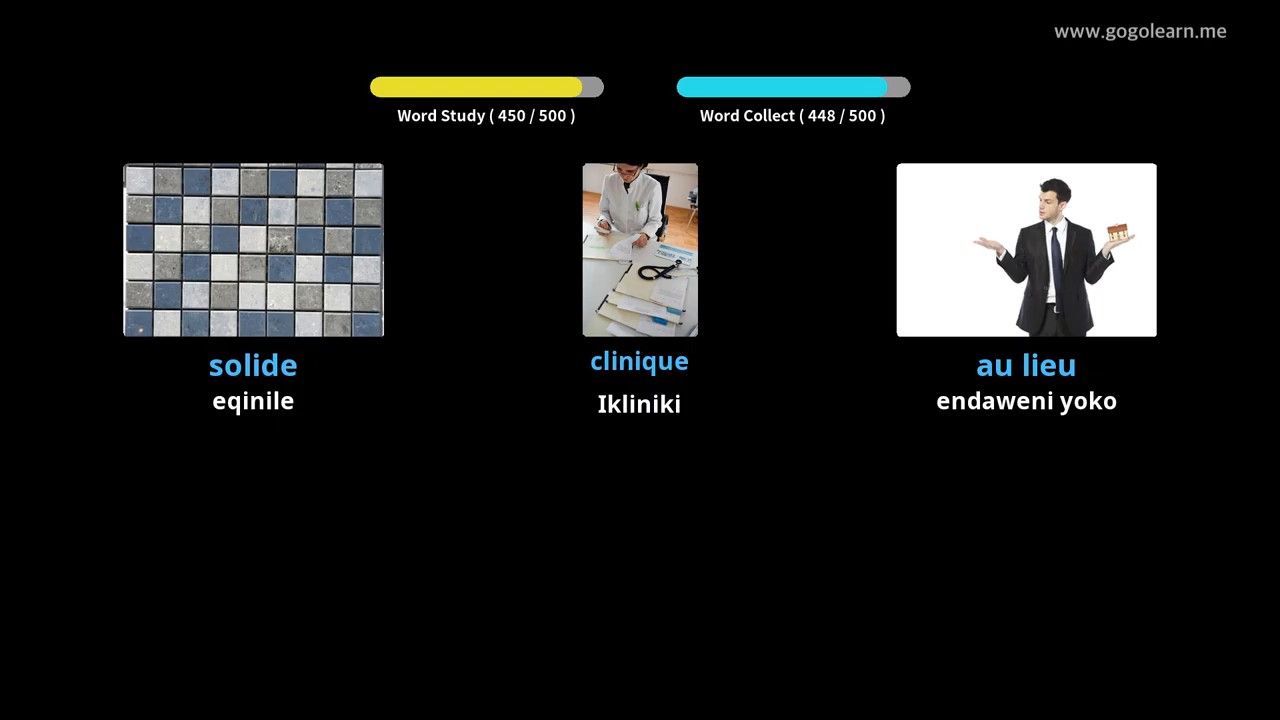 www.gogolearn.me
Word Study ( 450 / 500 )
Word Collect ( 448 / 500 )
solide
eqinile
clinique
Ikliniki
au lieu
endaweni yoko